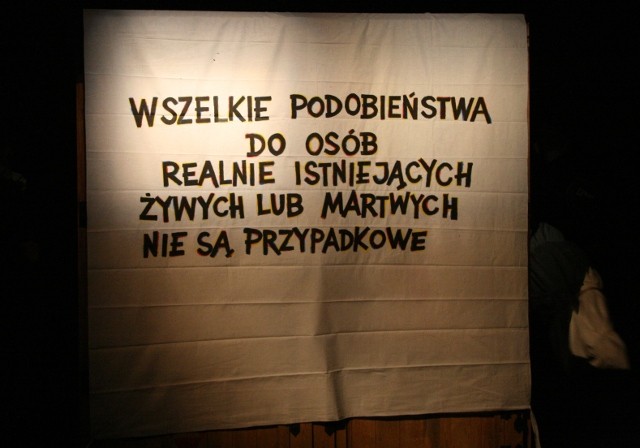 WSZELKIE PODOBIEŃSTWA
DO OSÓB
REALNIE ISTNIEJĄCYCH
ŻYWYCH LUB MARTWYCH
NIE SĄ PRZYPADKOWE